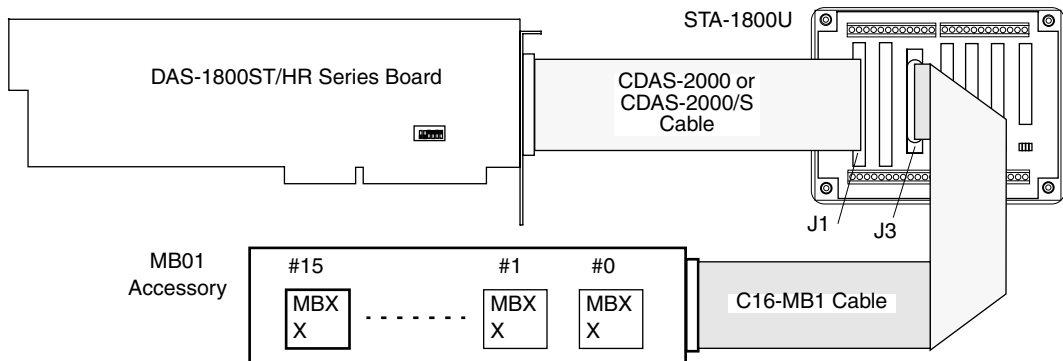 STA-1800U
DAS-1800ST/HR Series Board
CDAS-2000 or
CDAS-2000/S
Cable
J1
J3
MB01
Accessory
#15
#1
#0
MBX
X
MBX
X
MBX
X
C16-MB1 Cable